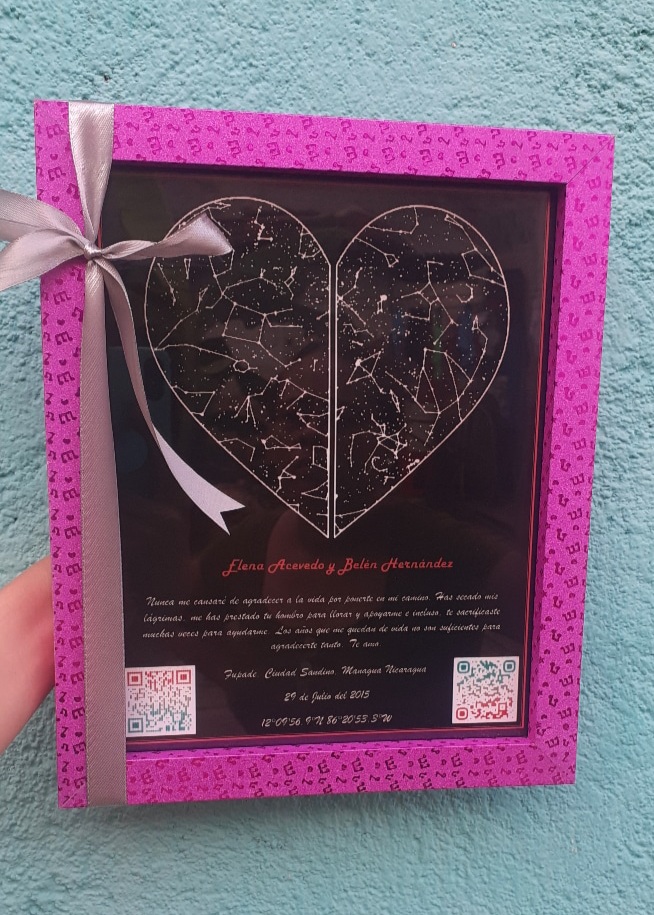 Elena Acevedo y Belén Hernández
Nunca me cansaré de agradecer a la vida por ponerte en mi camino. Has secado mis
lágrimas, me has prestado tu hombro para llorar y apoyarme e incluso, te sacrificaste
muchas veces para ayudarme. Los años que me quedan de vida no son suficientes para
agradecerte tanto. Te amo
Fupade Ciudad Sandino, Managua Nicaragua
29 de Julio del 2015
12°09'56.9"N 86°20'53.3"W